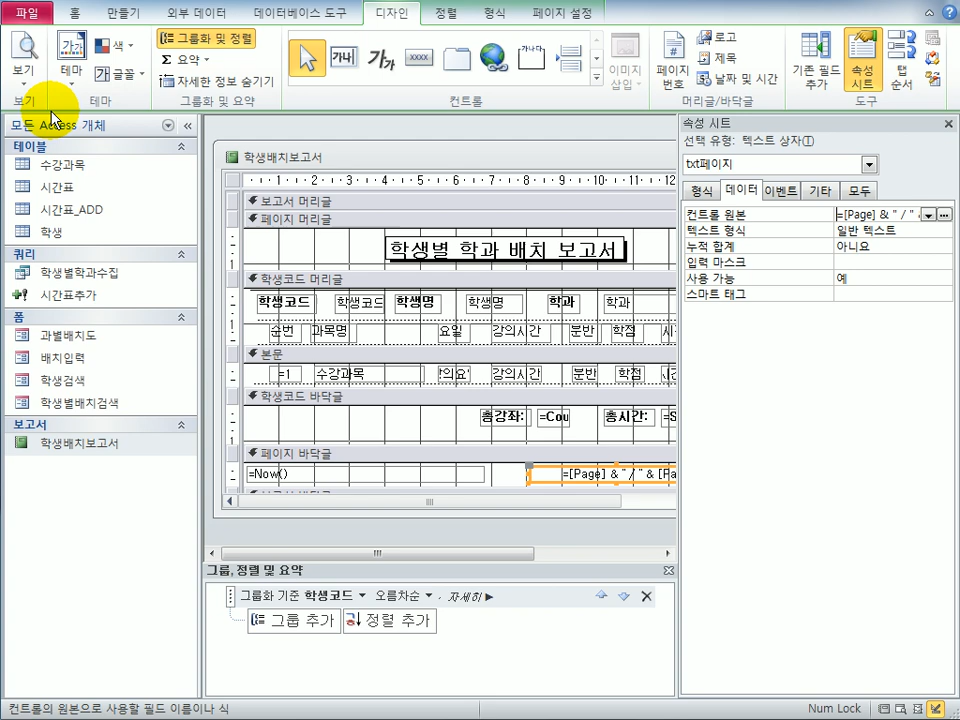 파일 홈 만들기 외부 데이터 데이터베이스 도구 디자인 정렬 형식 페이지 설정
보기 테마 색 글꼴
그룹화 및 정렬
요약
자세한 정보 숨기기
가나 가가 xxxx 가나다
이미지 삽입
페이지 번호
로고
제목
날짜 및 시간
기존 필드 추가
속성 시트
탭 순서
보기 테마 그룹화 및 요약 컨트롤 머리글/바닥글 도구
모든 Access 개체
테이블
수강과목
시간표
시간표_ADD
학생
쿼리
학생별학과수집
시간표추가
폼
과별배치도
배치입력
학생검색
학생별배치검색
보고서
학생배치보고서
학생배치보고서
1 2 3 4 5 6 7 8 9 10 11 12
보고서 머리글
페이지 머리글
학생별 학과 배치 보고서
학생코드 머리글
학생코드 학생코드 학생명 학생명 학과 학과
순번 과목명 요일 강의시간 분반 학점
본문
=1 수강과목 강의시간 분반 학점
학생코드 바닥글
총강좌: =Cou 총시간: =S
페이지 바닥글
=Now() =[Page] & " / " & [Pa
그룹, 정렬 및 요약
그룹화 기준 학생코드 오름차순 , 자세히
그룹 추가 정렬 추가
속성 시트
선택 유형: 텍스트 상자(I)
txt페이지
형식 데이터 이벤트 기타 모두
컨트롤 원본 =[Page] & " / "
텍스트 형식 일반 텍스트
누적 합계 아니요
입력 마스크
사용 가능 예
스마트 태그
컨트롤의 원본으로 사용할 필드 이름이나 식 Num Lock